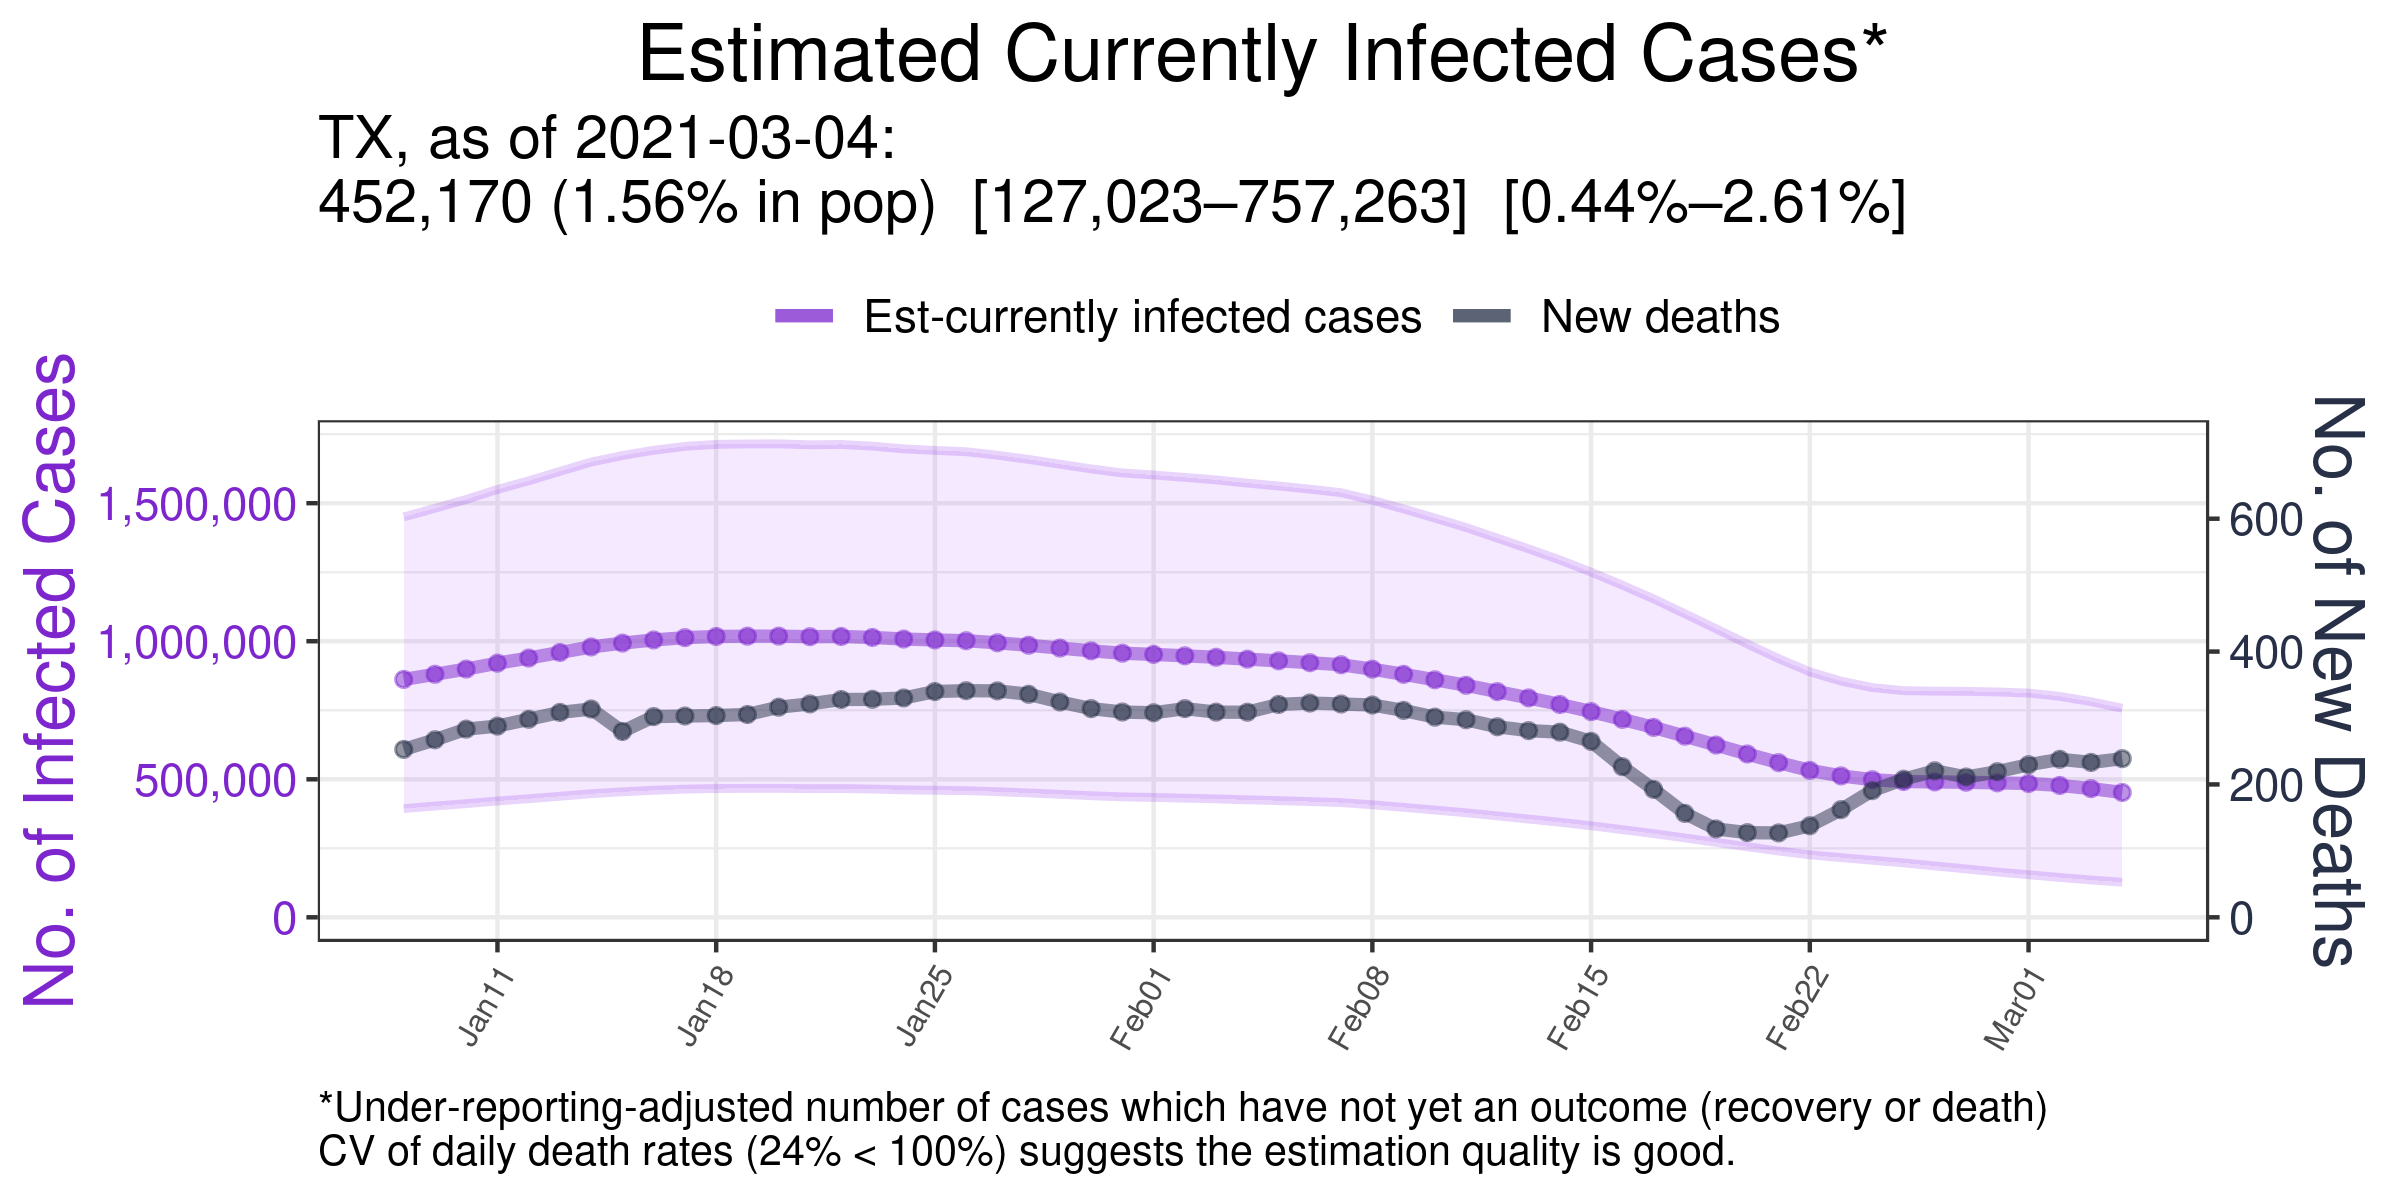 Estimated Currently Infected Cases*
TX, as of 2021-03-04:
452,170 (1.56% in pop)  [127,023–757,263]  [0.44%–2.61%]
Est-currently infected cases
New deaths
No. of Infected Cases
1,500,000
1,000,000
500,000
0
600
400
200
0
No. of New Deaths
Jan11
Jan18
Jan25
Feb01
Feb08
Feb15
Feb22
Mar01
*Under-reporting-adjusted number of cases which have not yet an outcome (recovery or death)
CV of daily death rates (24% < 100%) suggests the estimation quality is good.